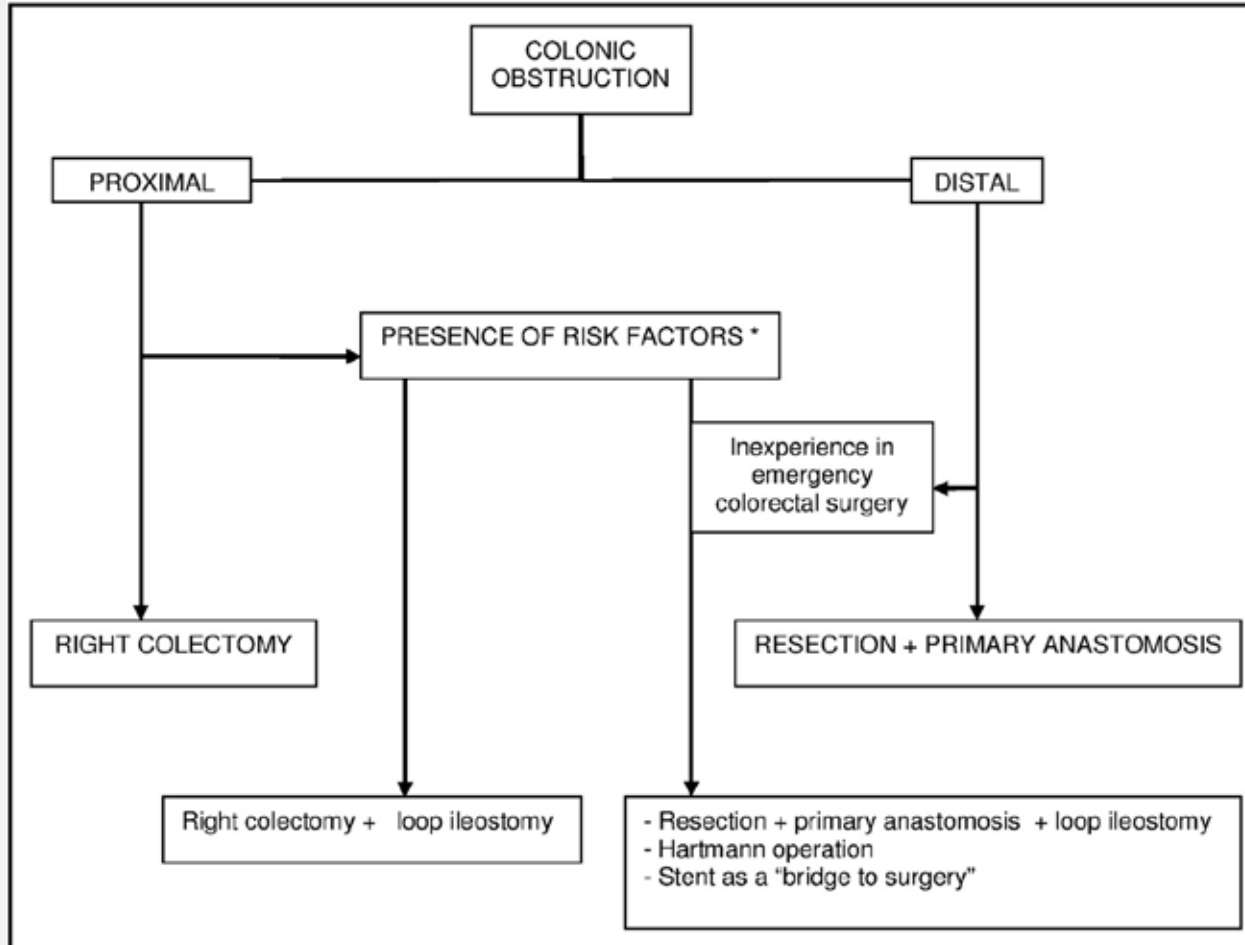 COLONIC
OBSTRUCTION
PROXIMAL
DISTAL
PRESENCE OF RISK FACTORS *
Inexperience in
emergency
colorectal surgery
RIGHT COLECTOMY
RESECTION + PRIMARY ANASTOMOSIS
Right colectomy + loop ileostomy
- Resection + primary anastomosis + loop ileostomy
- Hartmann operation
- Stent as a “bridge to surgery”